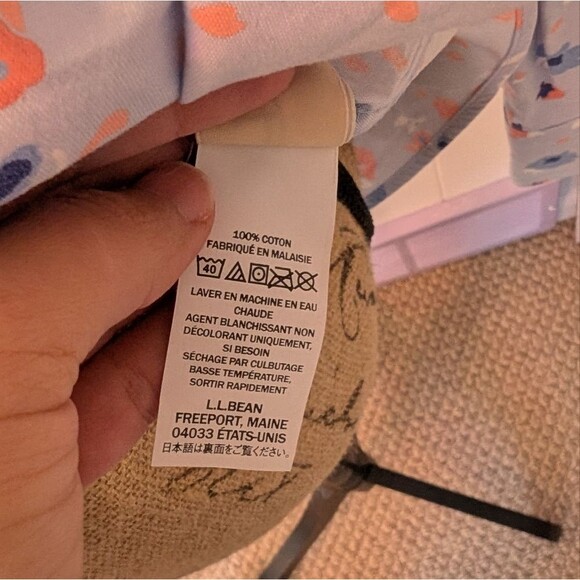 100% COTON
FABRIQUÉ EN MALAISIE
40
LAVER EN MACHINE EN EAU
CHAUDE
AGENT BLANCHISSANT NON
DÉCOLORANT UNIQUEMENT,
SI BESOIN
SÉCHAGE PAR CULBUTAGE
BASSE TEMPÉRATURE,
SORTIR RAPIDEMENT
L.L.BEAN
FREEPORT, MAINE
04033 ÉTATS-UNIS
日本語は裏面をご覧ください。